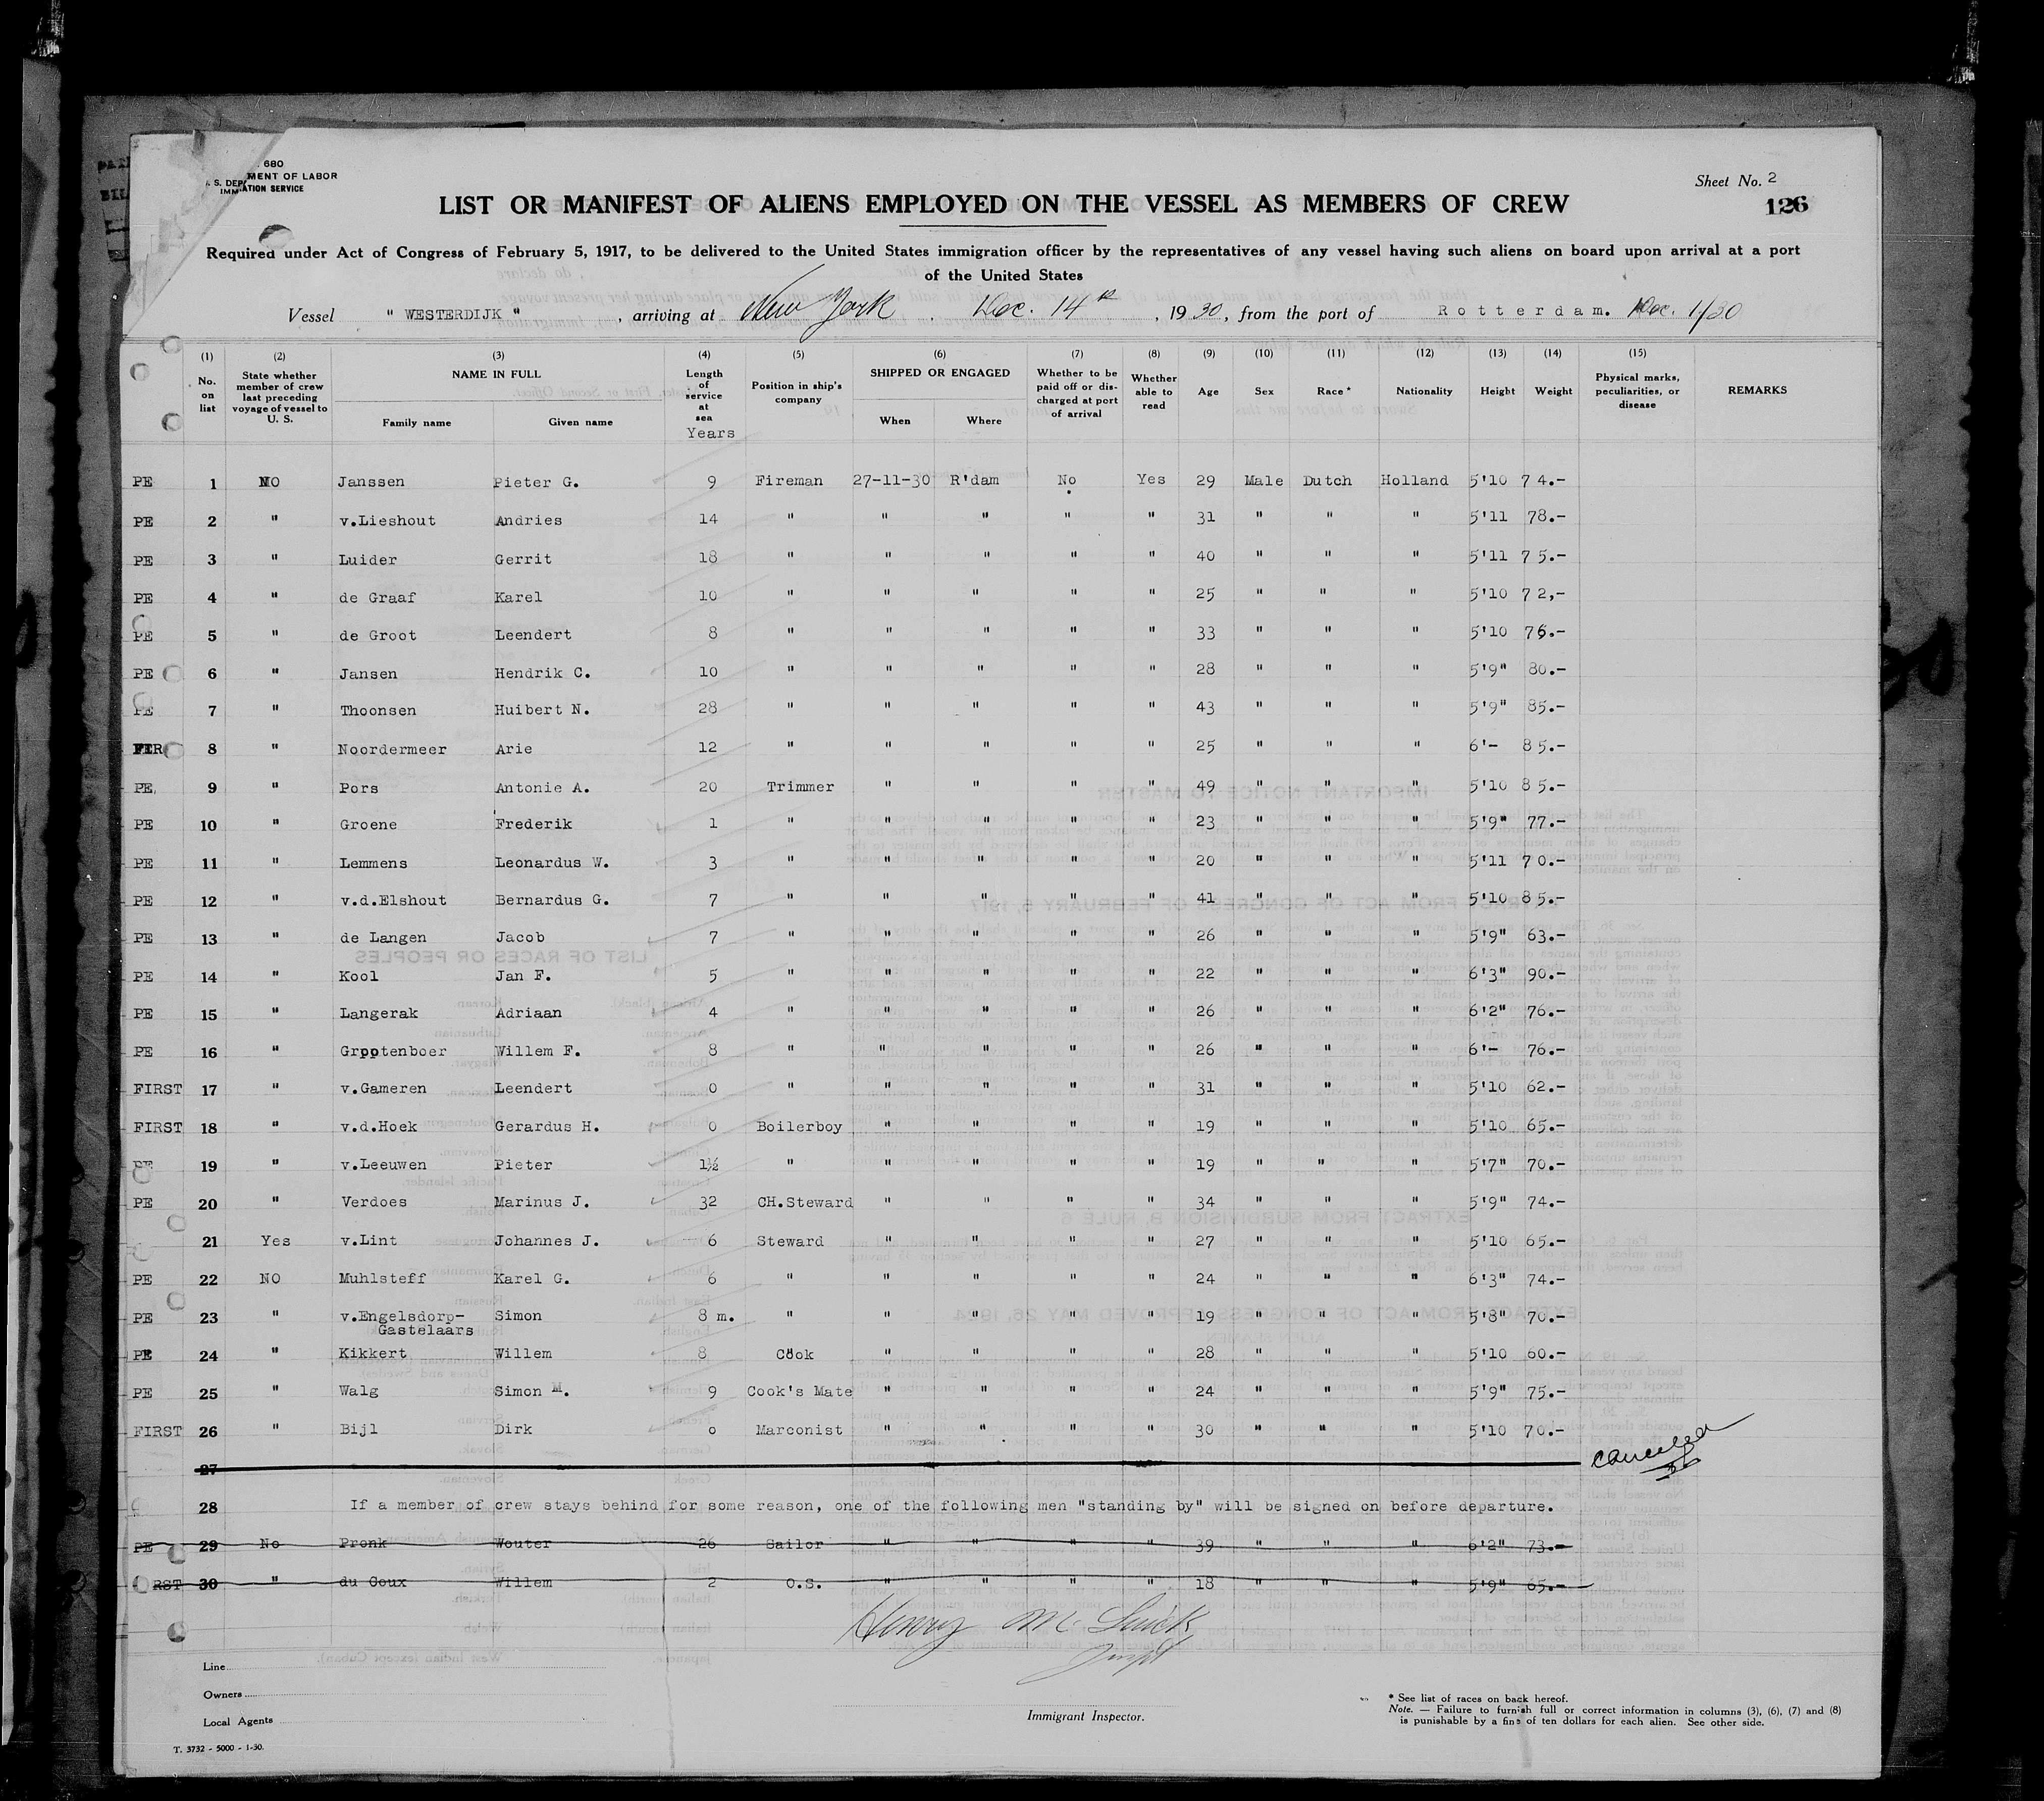 680
S. DEP MENT OF LABOR
IMM ATION SERVICE
Sheet No. 2
LIST OR MANIFEST OF ALIENS EMPLOYED ON THE VESSEL AS MEMBERS OF CREW
126
Required under Act of Congress of February 5, 1917, to be delivered to the United States immigration officer by the representatives of any vessel having such aliens on board upon arrival at a port
of the United States
Vessel " WESTERDIJK ", arriving at New York. Dec. 14th, 1930, from the port of Rotterdam. Dec. 1/30
(1) (2) (3) (4) (5) (6) (7) (8) (9) (10) (11) (12) (13) (14) (15)
No. on list State whether member of crew last preceding voyage of vessel to U. S. NAME IN FULL Family name Given name Length of service at sea Years Position in ship's company SHIPPED OR ENGAGED When Where Whether to be paid off or discharged at port of arrival Whether able to read Age Sex Race * Nationality Height Weight Physical marks, peculiarities, or disease REMARKS
PE 1 NO Janssen Pieter G. 9 Fireman 27-11-30 R'dam No Yes 29 Male Dutch Holland 5'10 74.-
PE 2 " v.Lieshout Andries 14 " " " " " 31 " " " 5'11 78.-
PE 3 " Luider Gerrit 18 " " " " " 40 " " " 5'11 75.-
PE 4 " de Graaf Karel 10 " " " " " 25 " " " 5'10 72,-
PE 5 " de Groot Leendert 8 " " " " " 33 " " " 5'10 76.-
PE 6 " Jansen Hendrik C. 10 " " " " " 28 " " " 5'9" 80.-
PE 7 " Thoonsen Huibert N. 28 " " " " " 43 " " " 5'9" 85.-
FIR 8 " Noordermeer Arie 12 " " " " " 25 " " " 6'- 85.-
PE 9 " Pors Antonie A. 20 Trimmer " " " " 49 " " " 5'10 85.-
PE 10 " Groene Frederik 1 " " " " " 23 " " " 5'9" 77.-
PE 11 " Lemmens Leonardus W. 3 " " " " " 20 " " " 5'11 70.-
PE 12 " v.d.Elshout Bernardus G. 7 " " " " " 41 " " " 5'10 85.-
PE 13 " de Langen Jacob 7 " " " " " 26 " " " 5'9" 63.-
PE 14 " Kool Jan F. 5 " " " " " 22 " " " 6'3" 90.-
PE 15 " Langerak Adriaan 4 " " " " " 26 " " " 6'2" 76.-
PE 16 " Grootenboer Willem F. 8 " " " " " 26 " " " 6'- 76.-
FIRST 17 " v.Gameren Leendert 0 " " " " " 31 " " " 5'10 62.-
FIRST 18 " v.d.Hoek Gerardus H. 0 Boilerboy " " " " 19 " " " 5'10 65.-
PE 19 " v.Leeuwen Pieter 1½ " " " " " 19 " " " 5'7" 70.-
PE 20 " Verdoes Marinus J. 32 CH.Steward " " " " 34 " " " 5'9" 74.-
21 Yes v.Lint Johannes J. 6 Steward " " " " 27 " " " 5'10 65.-
PE 22 NO Muhlsteff Karel G. 6 " " " " " 24 " " " 6'3" 74.-
PE 23 " v.Engelsdorp-Gastelaars Simon 8 m. " " " " " 19 " " " 5'8" 70.-
PE 24 " Kikkert Willem 8 Cook " " " " 28 " " " 5'10 60.-
PE 25 " Walg Simon M. 9 Cook's Mate " " " " 24 " " " 5'9" 75.-
FIRST 26 " Bijl Dirk 0 Marconist " " " " 30 " " " 5'10 70.-
27 cancelled
28 If a member of crew stays behind for some reason, one of the following men "standing by" will be signed on before departure.
PE 29 No Pronk Wouter 26 Sailor " " " " 39 " " " 6'2" 73.-
RST 30 " du Coux Willem 2 O.S. " " " " 18 " " " 5'9" 65.-
Line
Owners
Local Agents
Immigrant Inspector.
* See list of races on back hereof.
Note. — Failure to furnish full or correct information in columns (3), (6), (7) and (8)
is punishable by a fine of ten dollars for each alien. See other side.
T. 3732 - 5000 - 1-30.